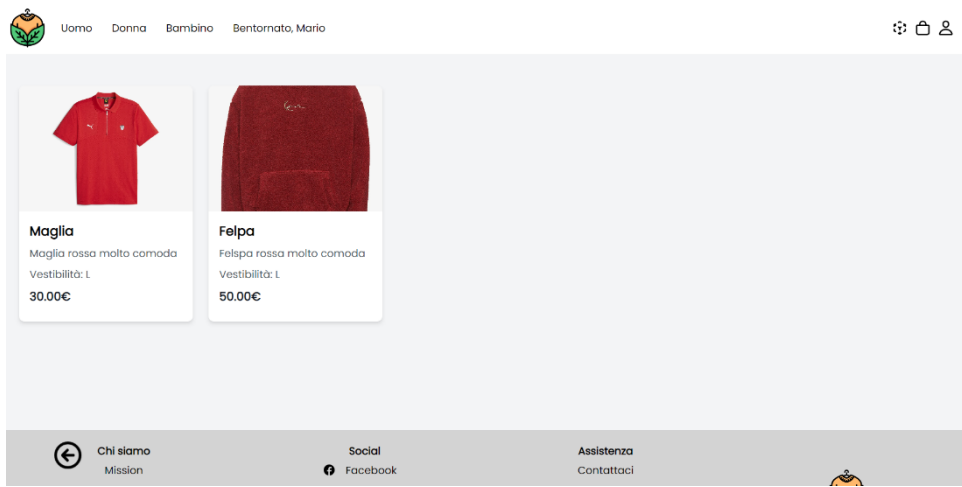 Uomo Donna Bambino Bentornato, Mario
Maglia
Maglia rossa molto comoda
Vestibilità: L
30.00€
Felpa
Felspa rossa molto comoda
Vestibilità: L
50.00€
Chi siamo
Mission
Social
Facebook
Assistenza
Contattaci